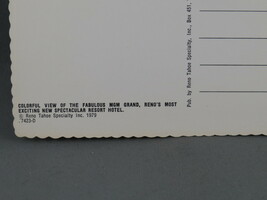 COLORFUL VIEW OF THE FABULOUS MGM GRAND, RENO'S MOST
EXCITING NEW SPECTACULAR RESORT HOTEL.
© Reno Tahoe Specialty Inc. 1979
7423-D
Pub. by Reno Tahoe Specialty, Inc., Box 451,